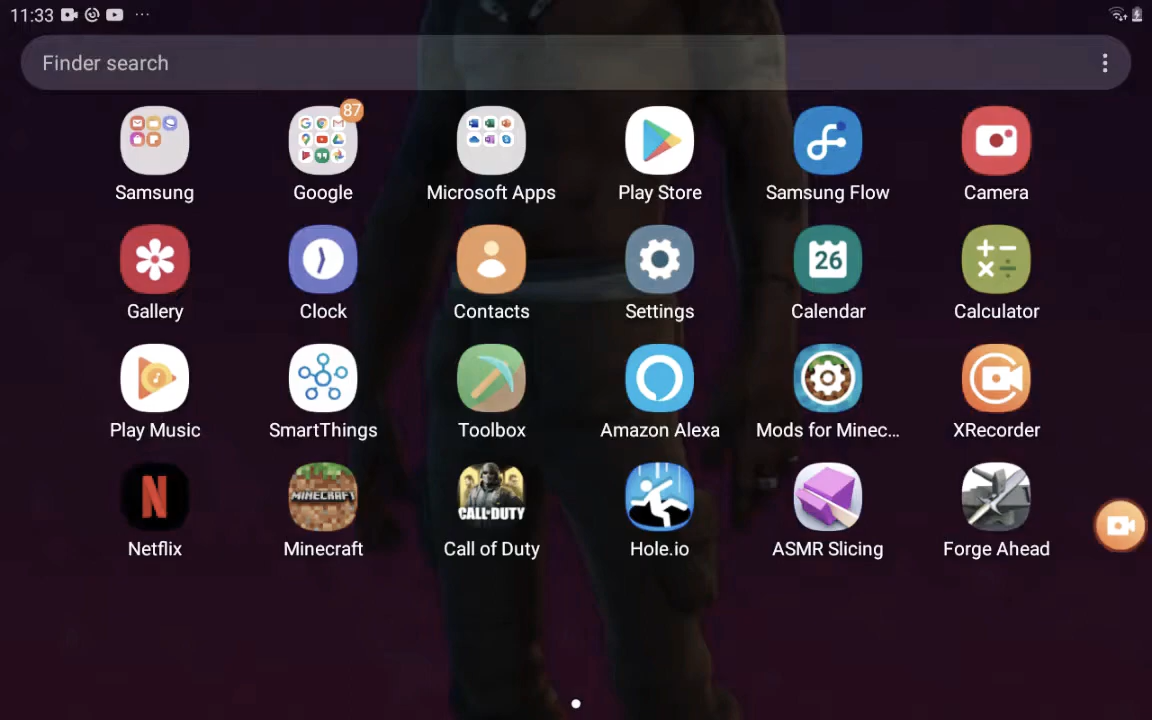 11:33
Finder search
87
Samsung
Google
Microsoft Apps
Play Store
Samsung Flow
Camera
26
Gallery
Clock
Contacts
Settings
Calendar
Calculator
Play Music
SmartThings
Toolbox
Amazon Alexa
Mods for Minec...
XRecorder
N
MINECRAFT
CALL OF DUTY
Netflix
Minecraft
Call of Duty
Hole.io
ASMR Slicing
Forge Ahead